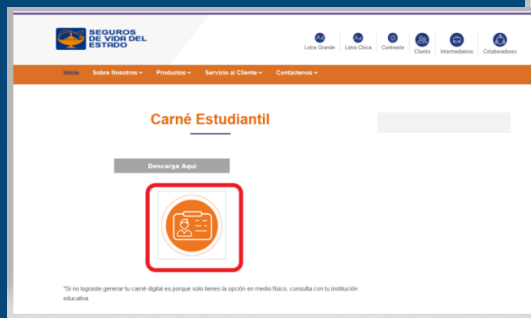 SEGUROS
DE VIDA DEL
ESTADO
Letra Grande
Letra Chica
Contraste
Cliente
Intermediarios
Colaboradores
Inicio
Sobre Nosotros
Productos
Servicio al Cliente
Contáctenos
Carné Estudiantil
Descarga Aquí
*Si no lograste generar tu carné digital es porque solo tienes la opción en medio físico, consulta con tu institución
educativa